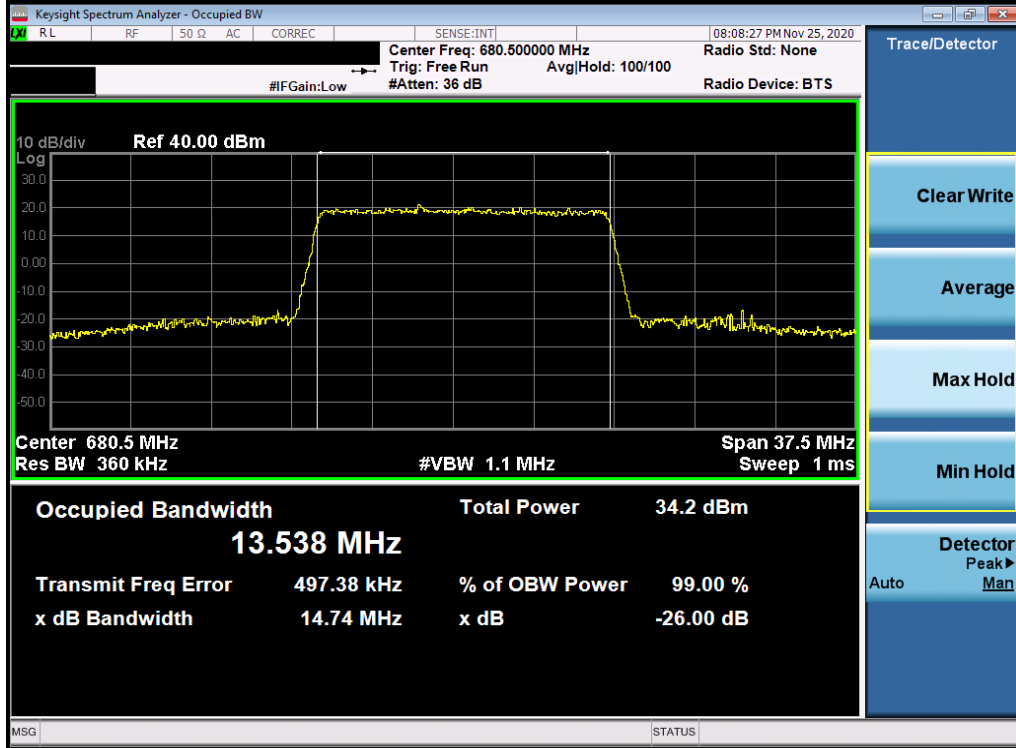 Keysight Spectrum Analyzer - Occupied BW
LXI RL RF 50 Ω AC CORREC SENSE:INT 08:08:27 PM Nov 25, 2020
Center Freq: 680.500000 MHz Radio Std: None
Trig: Free Run Avg|Hold: 100/100
#IFGain:Low #Atten: 36 dB Radio Device: BTS
Trace/Detector
10 dB/div Ref 40.00 dBm
Log
30.0
20.0
10.0
0.00
-10.0
-20.0
-30.0
-40.0
-50.0
Center 680.5 MHz Span 37.5 MHz
Res BW 360 kHz #VBW 1.1 MHz Sweep 1 ms
Occupied Bandwidth Total Power 34.2 dBm
13.538 MHz
Transmit Freq Error 497.38 kHz % of OBW Power 99.00 %
x dB Bandwidth 14.74 MHz x dB -26.00 dB
Clear Write
Average
Max Hold
Min Hold
Detector
Peak▶
Auto Man
MSG STATUS